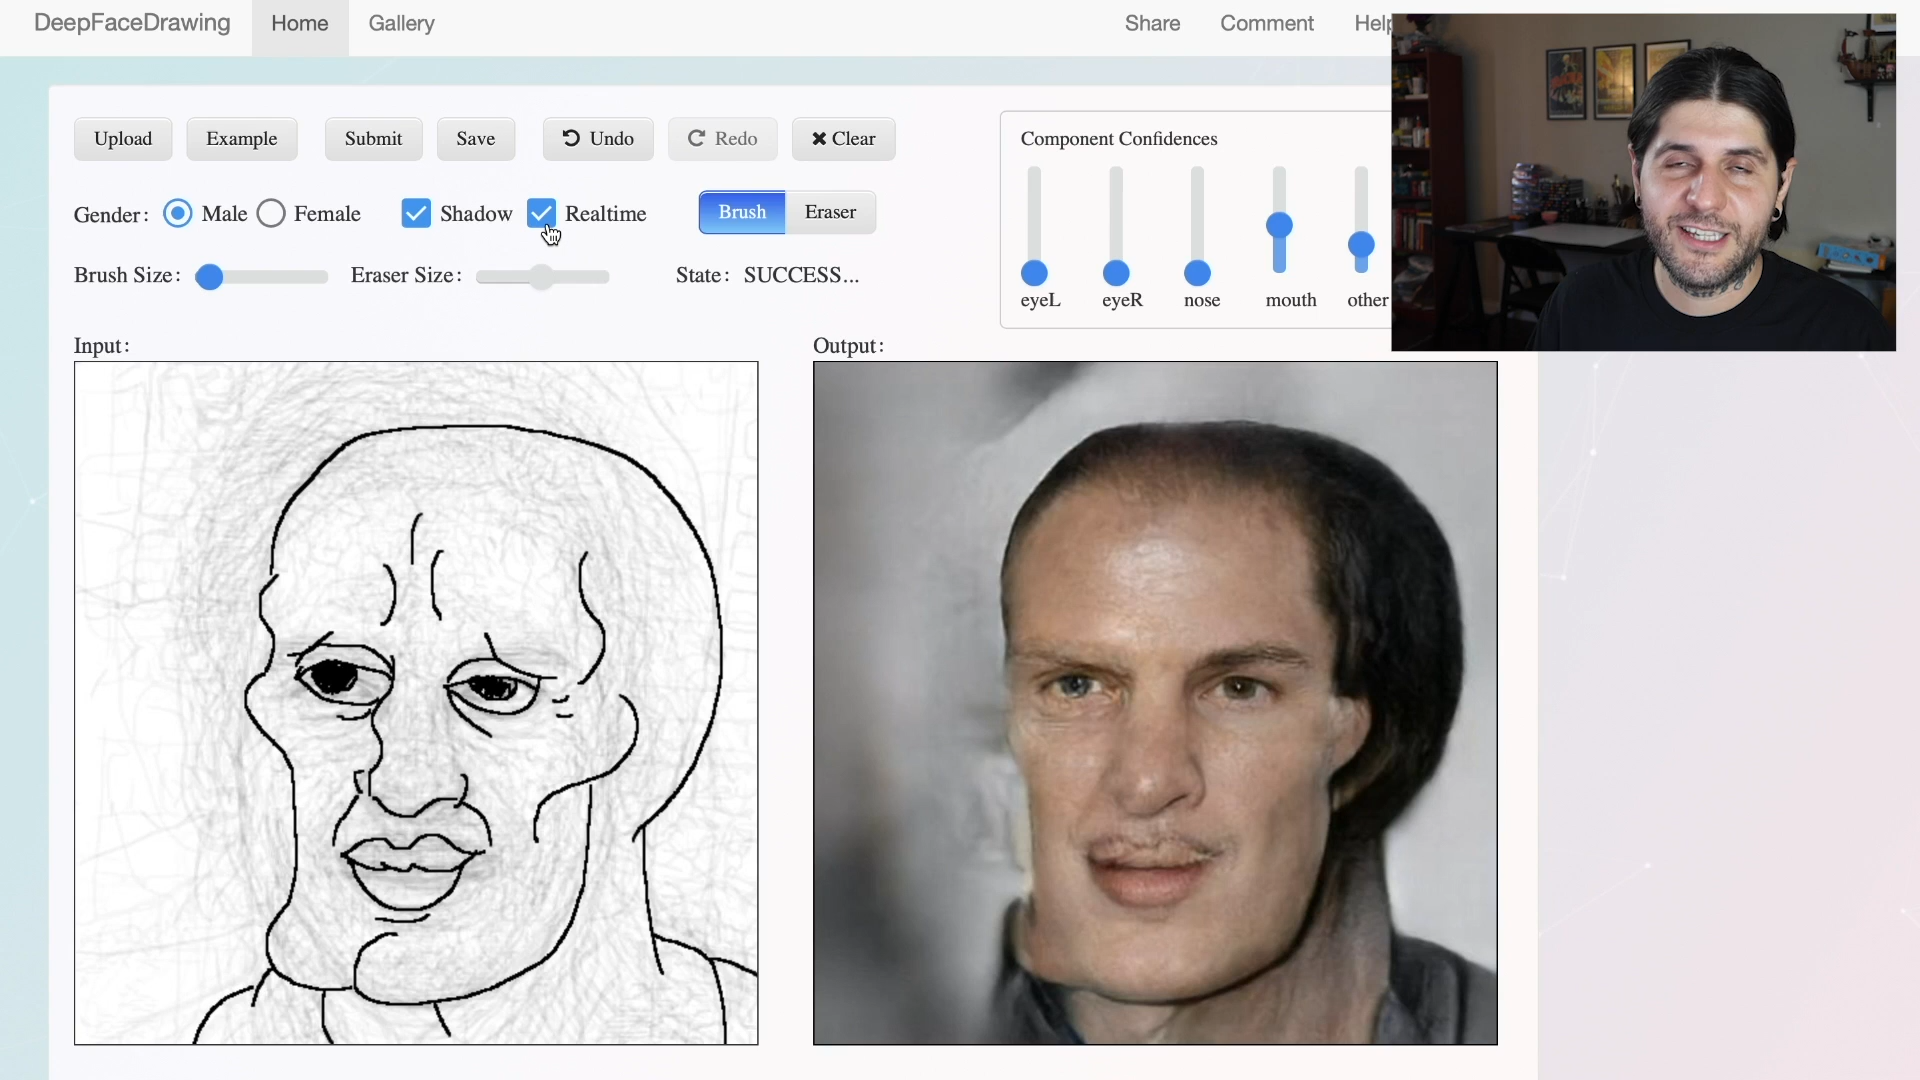 DeepFaceDrawing Home Gallery Share Comment Help
Upload Example Submit Save Undo Redo Clear
Component Confidences
Gender: Male Female Shadow Realtime Brush Eraser
Brush Size: Eraser Size: State: SUCCESS...
eyeL eyeR nose mouth other
Input: Output: